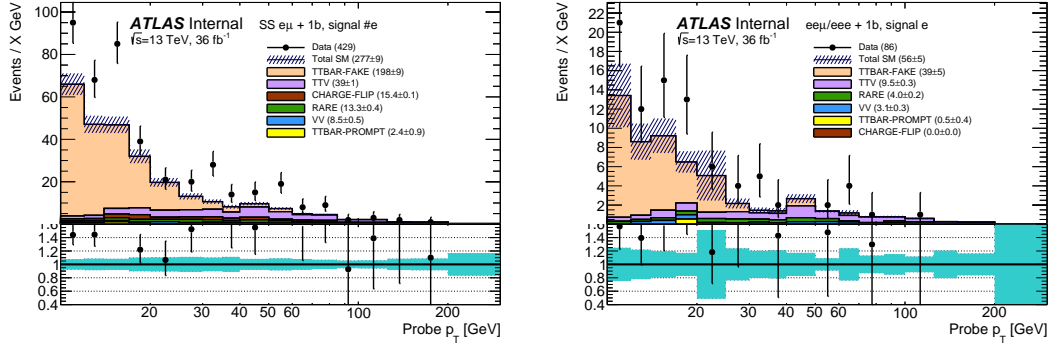 ATLAS Internal
√s=13 TeV, 36 fb⁻¹
SS eμ + 1b, signal #e
Data (429)
Total SM (277±9)
TTBAR-FAKE (198±9)
TTV (39±1)
CHARGE-FLIP (15.4±0.1)
RARE (13.3±0.4)
VV (8.5±0.5)
TTBAR-PROMPT (2.4±0.9)
Events / X GeV
100
80
60
40
20
1.4
1.2
1.0
0.8
0.6
0.4
20 30 40 50 60 100 200
Probe p_T [GeV]
ATLAS Internal
√s=13 TeV, 36 fb⁻¹
eeμ/eee + 1b, signal e
Data (86)
Total SM (56±5)
TTBAR-FAKE (39±5)
TTV (9.5±0.3)
RARE (4.0±0.2)
VV (3.1±0.3)
TTBAR-PROMPT (0.5±0.4)
CHARGE-FLIP (0.0±0.0)
Events / X GeV
22
20
18
16
14
12
10
8
6
4
2
1.4
1.2
1.0
0.8
0.6
0.4
20 30 40 50 60 100 200
Probe p_T [GeV]